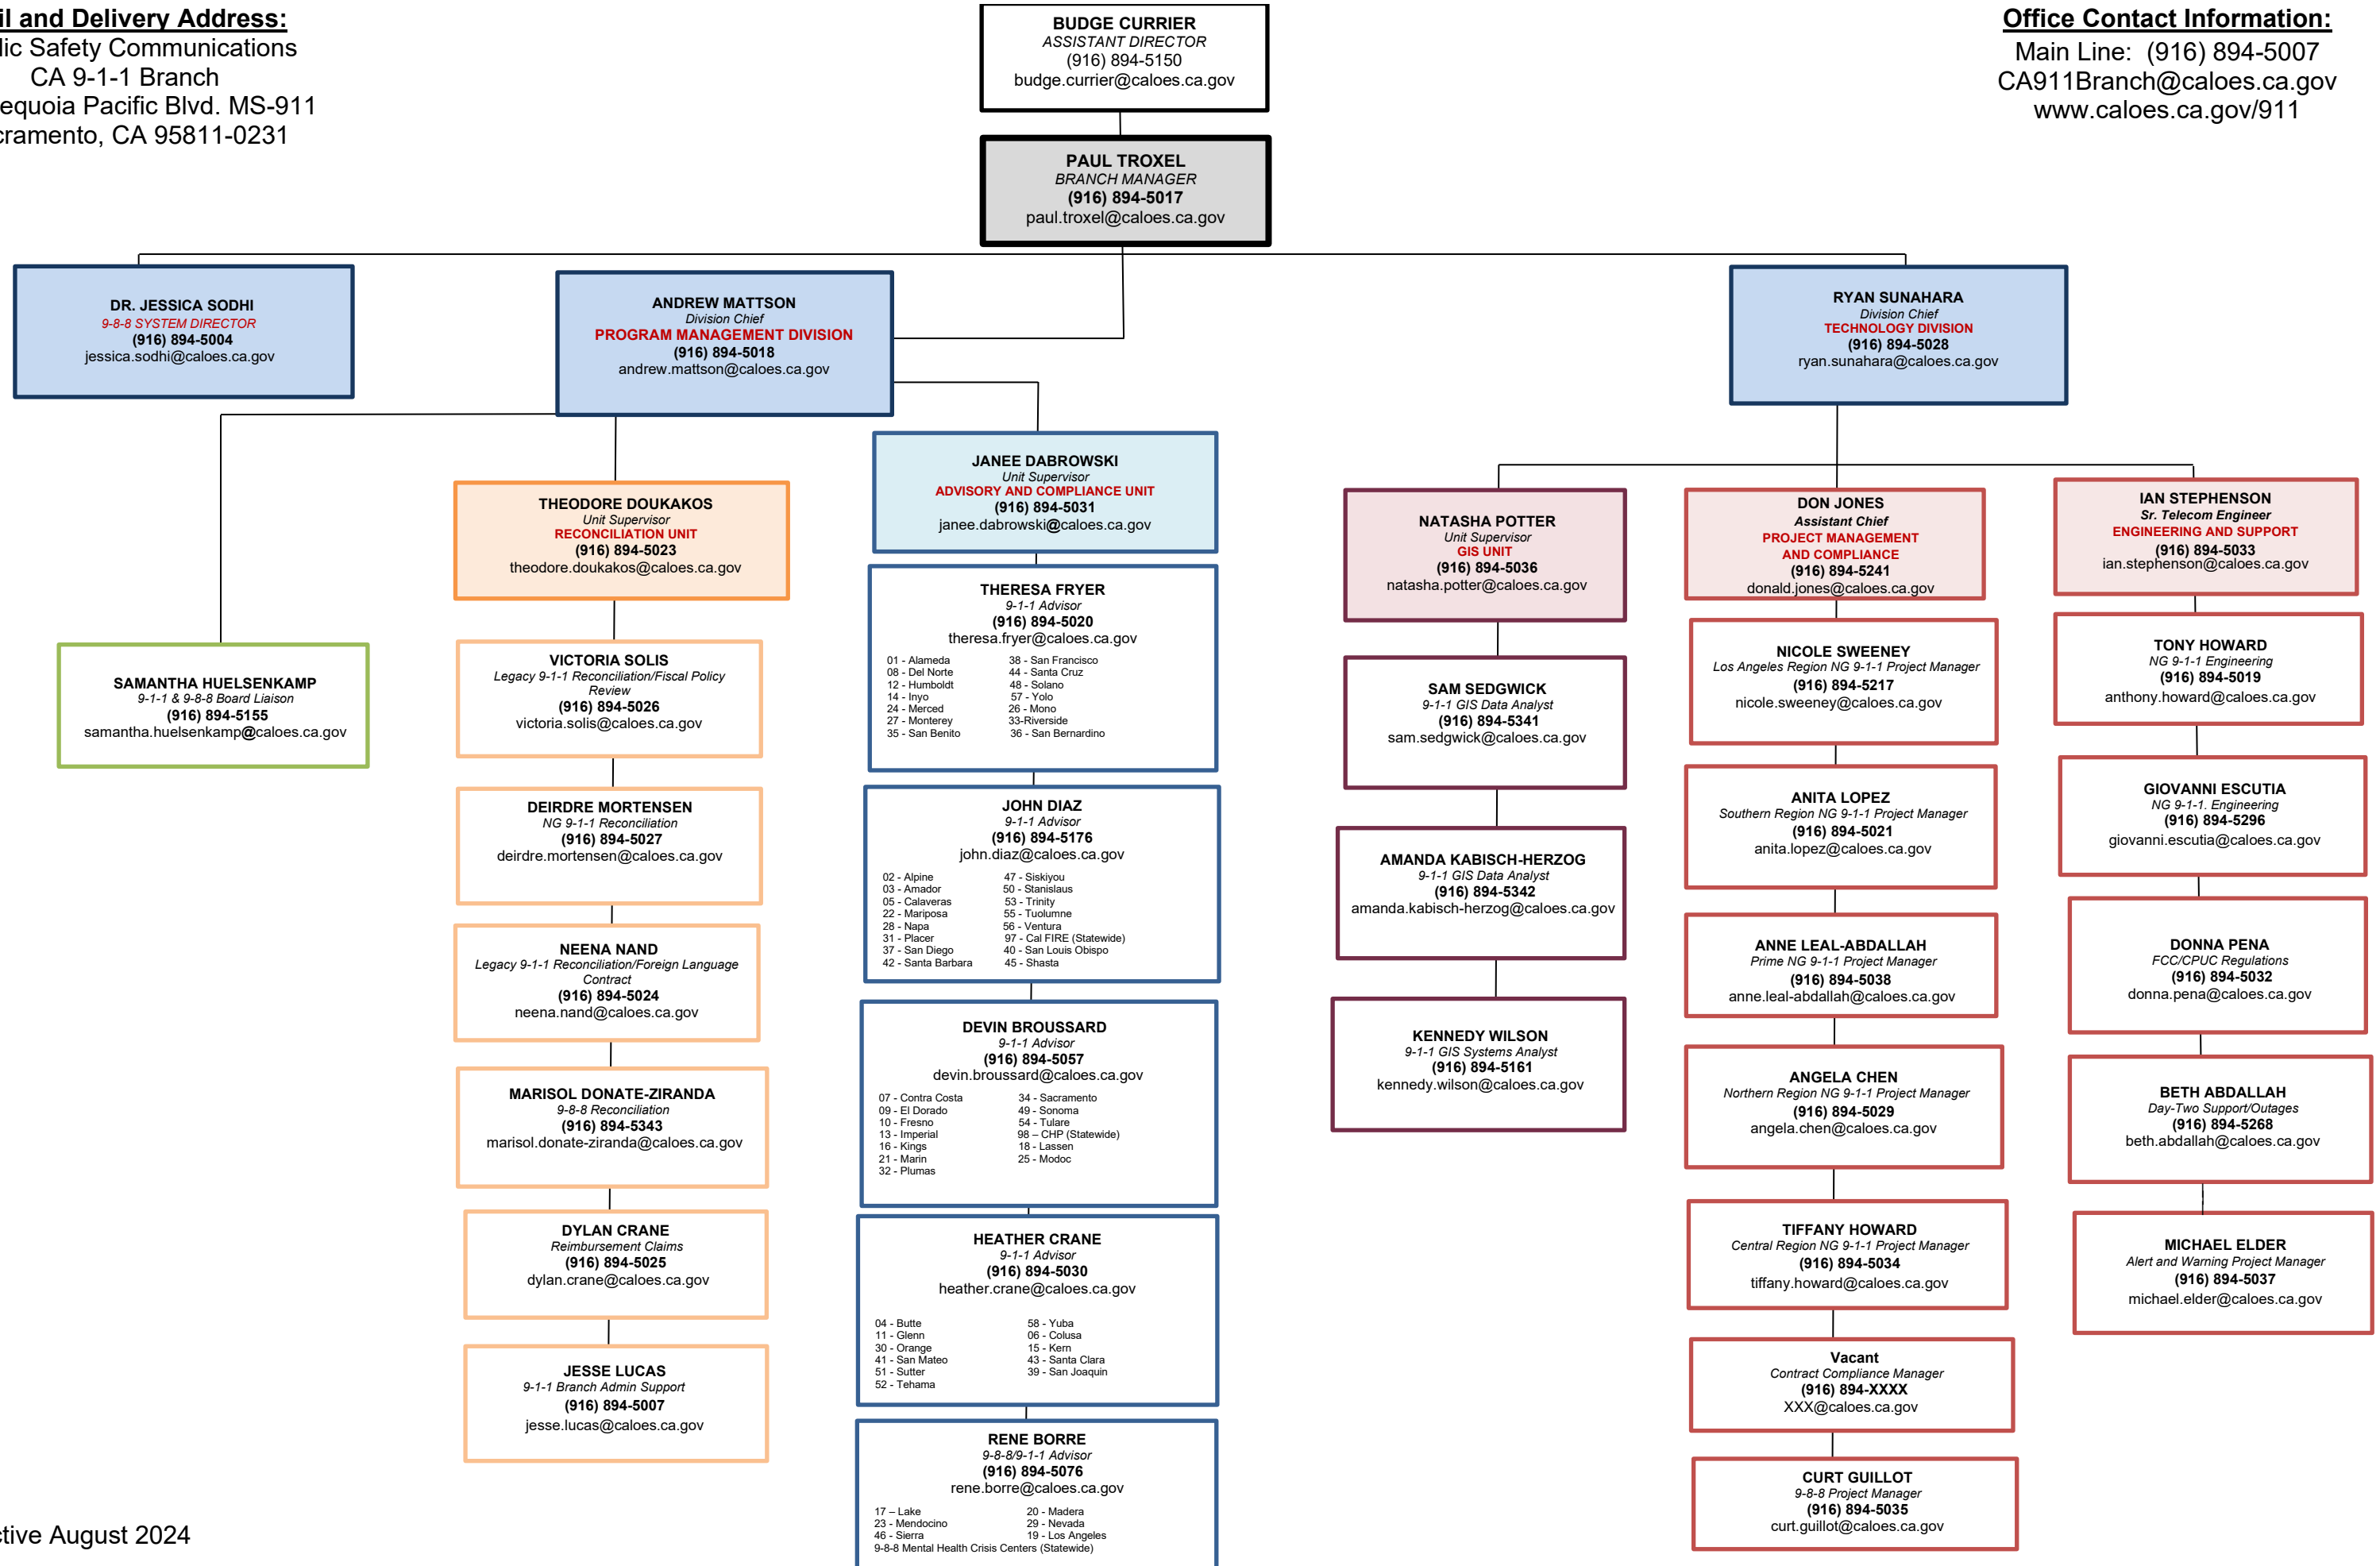 il and Delivery Address:
lic Safety Communications
CA 9-1-1 Branch
equoia Pacific Blvd. MS-911
cramento, CA 95811-0231
BUDGE CURRIER
ASSISTANT DIRECTOR
(916) 894-5150
budge.currier@caloes.ca.gov
Office Contact Information:
Main Line:  (916) 894-5007
CA911Branch@caloes.ca.gov
www.caloes.ca.gov/911
PAUL TROXEL
BRANCH MANAGER
(916) 894-5017
paul.troxel@caloes.ca.gov
DR. JESSICA SODHI
9-8-8 SYSTEM DIRECTOR
(916) 894-5004
jessica.sodhi@caloes.ca.gov
ANDREW MATTSON
Division Chief
PROGRAM MANAGEMENT DIVISION
(916) 894-5018
andrew.mattson@caloes.ca.gov
RYAN SUNAHARA
Division Chief
TECHNOLOGY DIVISION
(916) 894-5028
ryan.sunahara@caloes.ca.gov
SAMANTHA HUELSENKAMP
9-1-1 & 9-8-8 Board Liaison
(916) 894-5155
samantha.huelsenkamp@caloes.ca.gov
THEODORE DOUKAKOS
Unit Supervisor
RECONCILIATION UNIT
(916) 894-5023
theodore.doukakos@caloes.ca.gov
VICTORIA SOLIS
Legacy 9-1-1 Reconciliation/Fiscal Policy
Review
(916) 894-5026
victoria.solis@caloes.ca.gov
DEIRDRE MORTENSEN
NG 9-1-1 Reconciliation
(916) 894-5027
deirdre.mortensen@caloes.ca.gov
NEENA NAND
Legacy 9-1-1 Reconciliation/Foreign Language
Contract
(916) 894-5024
neena.nand@caloes.ca.gov
MARISOL DONATE-ZIRANDA
9-8-8 Reconciliation
(916) 894-5343
marisol.donate-ziranda@caloes.ca.gov
DYLAN CRANE
Reimbursement Claims
(916) 894-5025
dylan.crane@caloes.ca.gov
JESSE LUCAS
9-1-1 Branch Admin Support
(916) 894-5007
jesse.lucas@caloes.ca.gov
JANEE DABROWSKI
Unit Supervisor
ADVISORY AND COMPLIANCE UNIT
(916) 894-5031
janee.dabrowski@caloes.ca.gov
THERESA FRYER
9-1-1 Advisor
(916) 894-5020
theresa.fryer@caloes.ca.gov
01 - Alameda 38 - San Francisco
08 - Del Norte 44 - Santa Cruz
12 - Humboldt 48 - Solano
14 - Inyo 57 - Yolo
24 - Merced 26 - Mono
27 - Monterey 33-Riverside
35 - San Benito 36 - San Bernardino
JOHN DIAZ
9-1-1 Advisor
(916) 894-5176
john.diaz@caloes.ca.gov
02 - Alpine 47 - Siskiyou
03 - Amador 50 - Stanislaus
05 - Calaveras 53 - Trinity
22 - Mariposa 55 - Tuolumne
28 - Napa 56 - Ventura
31 - Placer 97 - Cal FIRE (Statewide)
37 - San Diego 40 - San Louis Obispo
42 - Santa Barbara 45 - Shasta
DEVIN BROUSSARD
9-1-1 Advisor
(916) 894-5057
devin.broussard@caloes.ca.gov
07 - Contra Costa 34 - Sacramento
09 - El Dorado 49 - Sonoma
10 - Fresno 54 - Tulare
13 - Imperial 98 – CHP (Statewide)
16 - Kings 18 - Lassen
21 - Marin 25 - Modoc
32 - Plumas
HEATHER CRANE
9-1-1 Advisor
(916) 894-5030
heather.crane@caloes.ca.gov
04 - Butte 58 - Yuba
11 - Glenn 06 - Colusa
30 - Orange 15 - Kern
41 - San Mateo 43 - Santa Clara
51 - Sutter 39 - San Joaquin
52 - Tehama
RENE BORRE
9-8-8/9-1-1 Advisor
(916) 894-5076
rene.borre@caloes.ca.gov
17 – Lake 20 - Madera
23 - Mendocino 29 - Nevada
46 - Sierra 19 - Los Angeles
9-8-8 Mental Health Crisis Centers (Statewide)
NATASHA POTTER
Unit Supervisor
GIS UNIT
(916) 894-5036
natasha.potter@caloes.ca.gov
SAM SEDGWICK
9-1-1 GIS Data Analyst
(916) 894-5341
sam.sedgwick@caloes.ca.gov
AMANDA KABISCH-HERZOG
9-1-1 GIS Data Analyst
(916) 894-5342
amanda.kabisch-herzog@caloes.ca.gov
KENNEDY WILSON
9-1-1 GIS Systems Analyst
(916) 894-5161
kennedy.wilson@caloes.ca.gov
DON JONES
Assistant Chief
PROJECT MANAGEMENT
AND COMPLIANCE
(916) 894-5241
donald.jones@caloes.ca.gov
NICOLE SWEENEY
Los Angeles Region NG 9-1-1 Project Manager
(916) 894-5217
nicole.sweeney@caloes.ca.gov
ANITA LOPEZ
Southern Region NG 9-1-1 Project Manager
(916) 894-5021
anita.lopez@caloes.ca.gov
ANNE LEAL-ABDALLAH
Prime NG 9-1-1 Project Manager
(916) 894-5038
anne.leal-abdallah@caloes.ca.gov
ANGELA CHEN
Northern Region NG 9-1-1 Project Manager
(916) 894-5029
angela.chen@caloes.ca.gov
TIFFANY HOWARD
Central Region NG 9-1-1 Project Manager
(916) 894-5034
tiffany.howard@caloes.ca.gov
Vacant
Contract Compliance Manager
(916) 894-XXXX
XXX@caloes.ca.gov
CURT GUILLOT
9-8-8 Project Manager
(916) 894-5035
curt.guillot@caloes.ca.gov
IAN STEPHENSON
Sr. Telecom Engineer
ENGINEERING AND SUPPORT
(916) 894-5033
ian.stephenson@caloes.ca.gov
TONY HOWARD
NG 9-1-1 Engineering
(916) 894-5019
anthony.howard@caloes.ca.gov
GIOVANNI ESCUTIA
NG 9-1-1. Engineering
(916) 894-5296
giovanni.escutia@caloes.ca.gov
DONNA PENA
FCC/CPUC Regulations
(916) 894-5032
donna.pena@caloes.ca.gov
BETH ABDALLAH
Day-Two Support/Outages
(916) 894-5268
beth.abdallah@caloes.ca.gov
MICHAEL ELDER
Alert and Warning Project Manager
(916) 894-5037
michael.elder@caloes.ca.gov
ctive August 2024